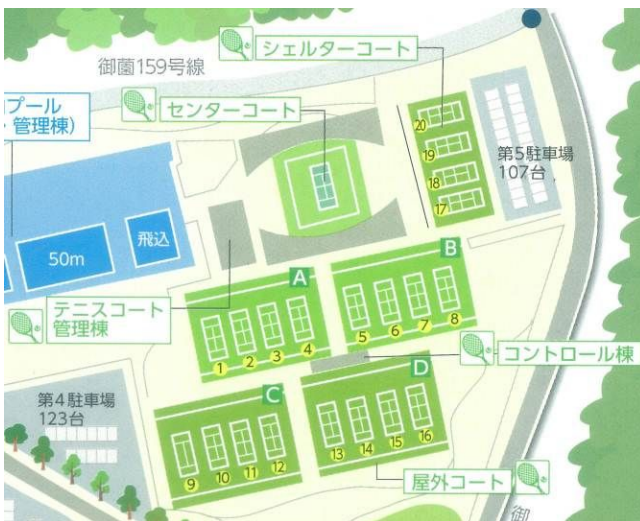 御薗159号線
シェルターコート
センターコート
プール
管理棟)
第5駐車場
107台
20
19
18
17
50m
飛込
A
B
テニスコート
管理棟
1
2
3
4
5
6
7
8
コントロール棟
第4駐車場
123台
C
D
9
10
11
12
13
14
15
16
屋外コート
御